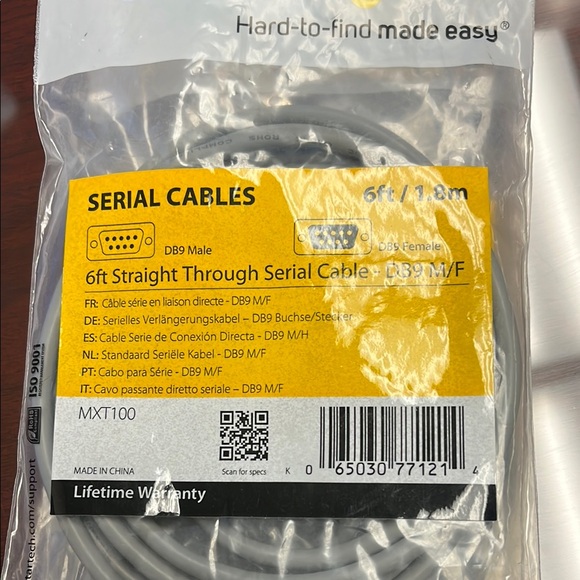 Hard-to-find made easy®
SERIAL CABLES
6ft / 1.8m
DB9 Male
DB9 Female
6ft Straight Through Serial Cable - DB9 M/F
FR: Câble série en liaison directe - DB9 M/F
DE: Serielles Verlängerungskabel – DB9 Buchse/Stecker
ES: Cable Serie de Conexión Directa - DB9 M/H
NL: Standaard Seriële Kabel - DB9 M/F
PT: Cabo para Série - DB9 M/F
IT: Cavo passante diretto seriale – DB9 M/F
MXT100
MADE IN CHINA
Scan for specs
K
0 65030 77121 4
Lifetime Warranty
ISO 9001
tartech.com/support